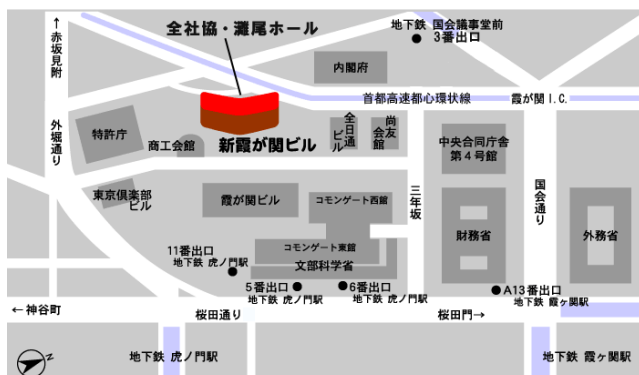 全社協・灘尾ホール
地下鉄 国会議事堂前
3番出口
↑赤坂見附
内閣府
首都高速都心環状線
霞が関 I.C.
外堀通り
特許庁
商工会館
新霞が関ビル
全日通
ビル
尚友
会館
中央合同庁舎
第4号館
東京倶楽部
ビル
霞が関ビル
コモンゲート西館
三年坂
国会通り
財務省
外務省
コモンゲート東館
文部科学省
11番出口
地下鉄 虎ノ門駅
5番出口
地下鉄 虎ノ門駅
6番出口
地下鉄 虎ノ門駅
A13番出口
地下鉄 霞ヶ関駅
←神谷町
桜田通り
桜田門→
地下鉄 虎ノ門駅
地下鉄 霞ヶ関駅
N